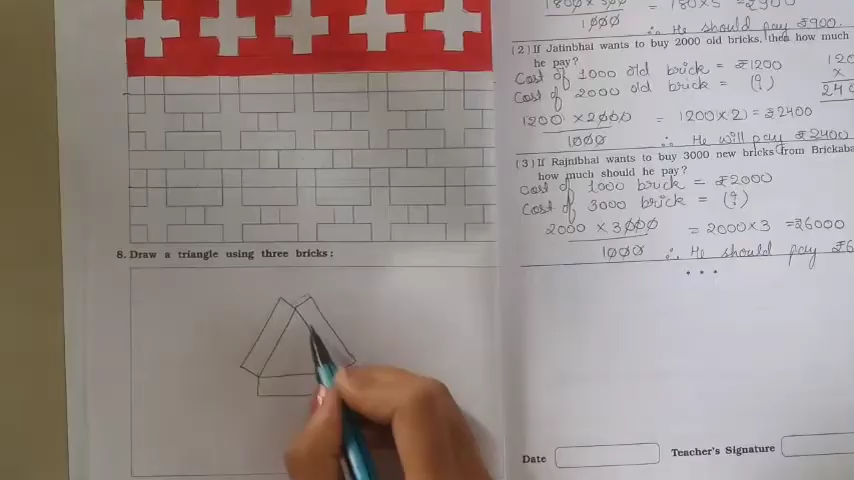 8. Draw a triangle using three bricks :
1000
= 180×5
∴ He should pay ₹900.
(2) If Jatinbhai wants to buy 2000 old bricks, then how much
he pay?
Cost of 1000 old brick = ₹1200
Cost of 2000 old brick = (?)
1200 × 2000 = 1200×2 = ₹2400
1000 ∴ He will pay ₹2400
(3) If Rajnibhai wants to buy 3000 new bricks from Brickaba
how much should he pay?
Cost of 1000 brick = ₹2000
Cost of 3000 brick = (?)
2000 × 3000 = 2000×3 = ₹6000
1000 ∴ He should pay ₹6
• • •
Date
Teacher's Signature